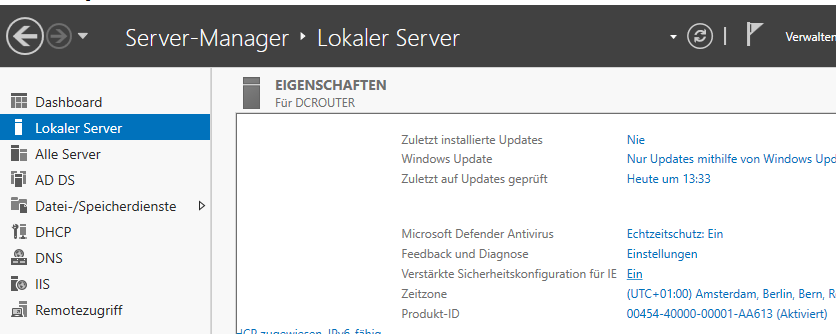 Server-Manager • Lokaler Server
Verwalten
Dashboard
Lokaler Server
Alle Server
AD DS
Datei-/Speicherdienste
DHCP
DNS
IIS
Remotezugriff
EIGENSCHAFTEN
Für DCROUTER
Zuletzt installierte Updates Nie
Windows Update Nur Updates mithilfe von Windows Upd
Zuletzt auf Updates geprüft Heute um 13:33
Microsoft Defender Antivirus Echtzeitschutz: Ein
Feedback und Diagnose Einstellungen
Verstärkte Sicherheitskonfiguration für IE Ein
Zeitzone (UTC+01:00) Amsterdam, Berlin, Bern, R
Produkt-ID 00454-40000-00001-AA613 (Aktiviert)
HCP zugewiesen, IPv6-fähig